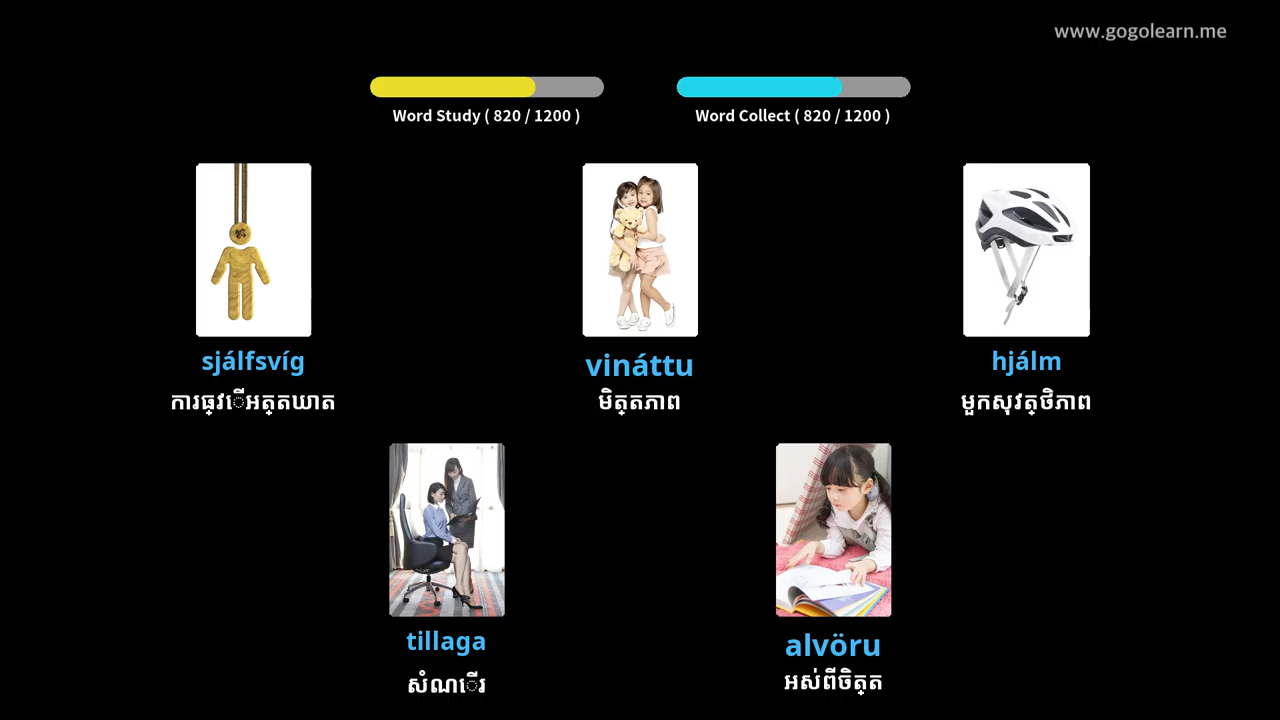 www.gogolearn.me
Word Study ( 820 / 1200 )
Word Collect ( 820 / 1200 )
sjálfsvíg
vináttu
hjálm
ការធ្វើអត្តឃាត
មិត្តភាព
មួកសុវត្ថិភាព
tillaga
alvöru
សំណើរ
អស់ពីចិត្ត